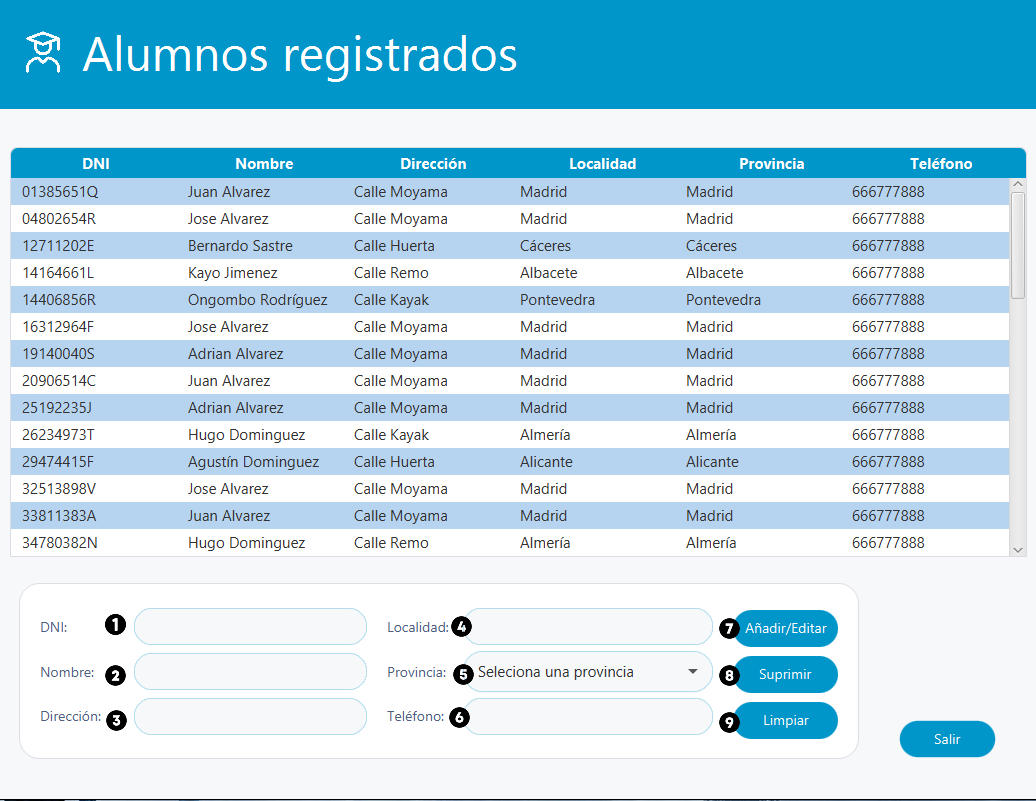 Alumnos registrados
DNI Nombre Dirección Localidad Provincia Teléfono
01385651Q Juan Alvarez Calle Moyama Madrid Madrid 666777888
04802654R Jose Alvarez Calle Moyama Madrid Madrid 666777888
12711202E Bernardo Sastre Calle Huerta Cáceres Cáceres 666777888
14164661L Kayo Jimenez Calle Remo Albacete Albacete 666777888
14406856R Ongombo Rodríguez Calle Kayak Pontevedra Pontevedra 666777888
16312964F Jose Alvarez Calle Moyama Madrid Madrid 666777888
19140040S Adrian Alvarez Calle Moyama Madrid Madrid 666777888
20906514C Juan Alvarez Calle Moyama Madrid Madrid 666777888
25192235J Adrian Alvarez Calle Moyama Madrid Madrid 666777888
26234973T Hugo Dominguez Calle Kayak Almería Almería 666777888
29474415F Agustín Dominguez Calle Huerta Alicante Alicante 666777888
32513898V Jose Alvarez Calle Moyama Madrid Madrid 666777888
33811383A Juan Alvarez Calle Moyama Madrid Madrid 666777888
34780382N Hugo Dominguez Calle Remo Almería Almería 666777888
DNI: 1 Localidad: 4 7 Añadir/Editar
Nombre: 2 Provincia: 5 Seleciona una provincia 8 Suprimir
Dirección: 3 Teléfono: 6 9 Limpiar
Salir